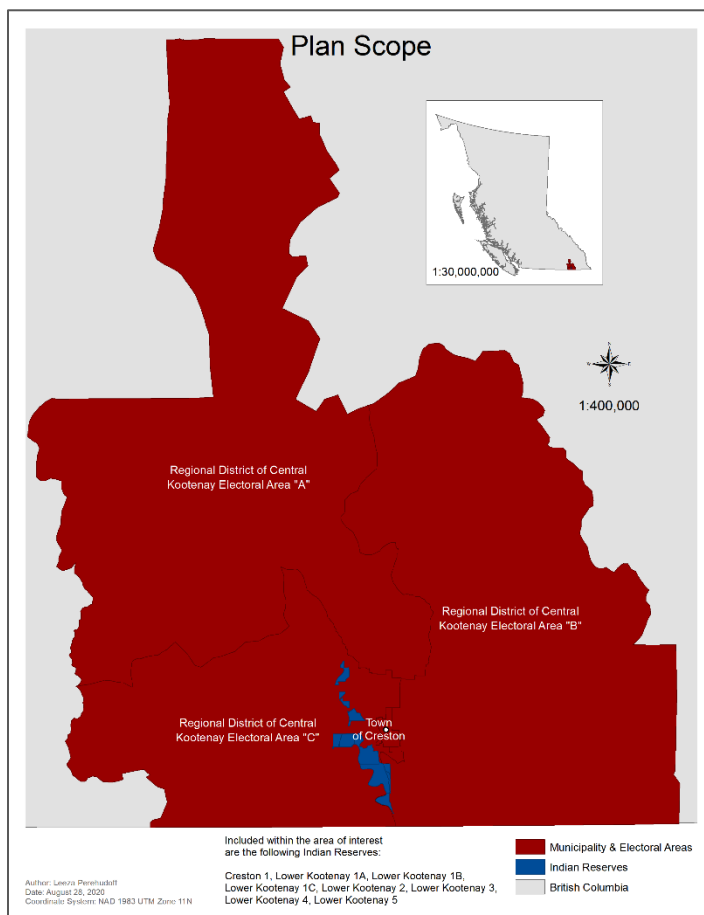 Plan Scope
1:30,000,000
1:400,000
Regional District of Central
Kootenay Electoral Area "A"
Regional District of Central
Kootenay Electoral Area "B"
Regional District of Central
Kootenay Electoral Area "C"
Town
of Creston
Included within the area of interest
are the following Indian Reserves:
Creston 1, Lower Kootenay 1A, Lower Kootenay 1B,
Lower Kootenay 1C, Lower Kootenay 2, Lower Kootenay 3,
Lower Kootenay 4, Lower Kootenay 5
Municipality & Electoral Areas
Indian Reserves
British Columbia
Author: Leeza Perehudoff
Date: August 28, 2020
Coordinate System: NAD 1983 UTM Zone 11N